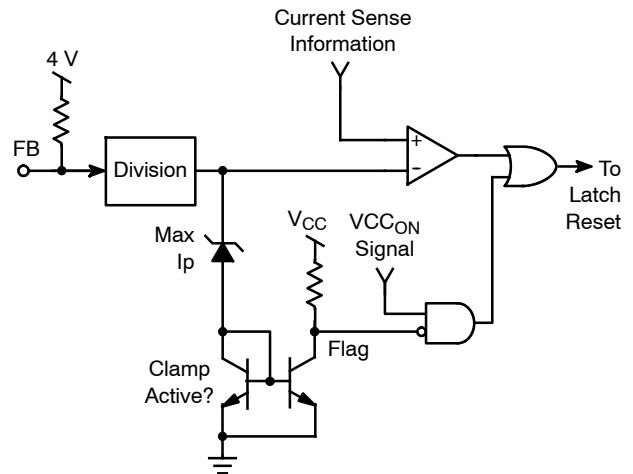 Current Sense
Information
4 V
FB
Division
+
−
To
Latch
Reset
Max
Ip
VCC
VCCON
Signal
Flag
Clamp
Active?